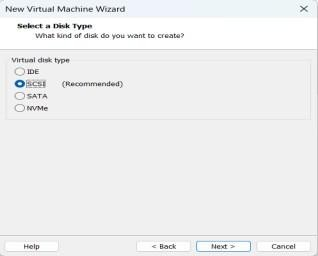 New Virtual Machine Wizard
Select a Disk Type
What kind of disk do you want to create?
Virtual disk type
IDE
SCSI (Recommended)
SATA
NVMe
Help < Back Next > Cancel